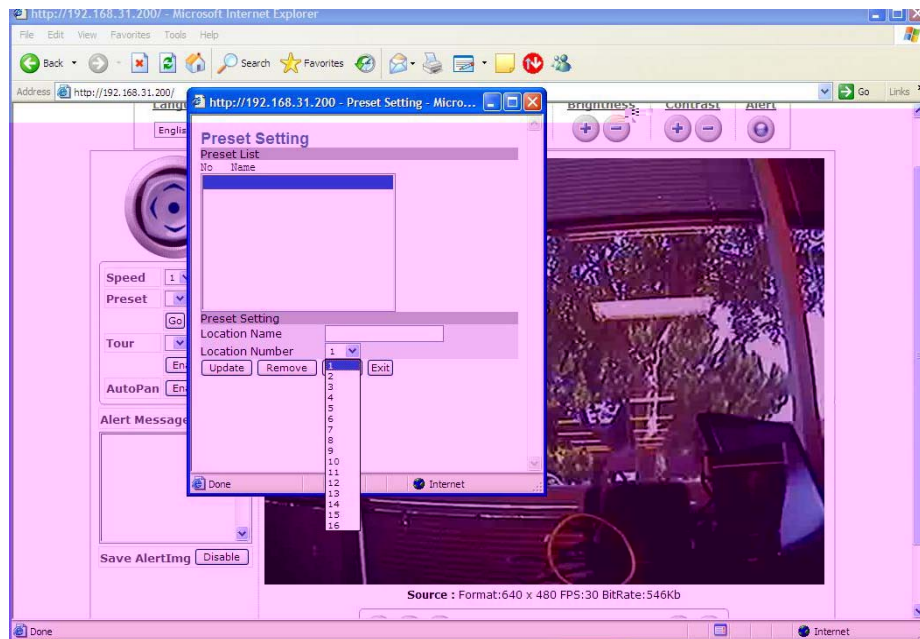 http://192.168.31.200/ - Microsoft Internet Explorer
File Edit View Favorites Tools Help
Back Search Favorites
Address http://192.168.31.200/ Go Links
Brightness Contrast Alert
Englis
http://192.168.31.200 - Preset Setting - Micro...
Preset Setting
Preset List
No Name
Preset Setting
Location Name
Location Number 1
Update Remove Exit
1
2
3
4
5
6
7
8
9
10
11
12
13
14
15
16
Done Internet
Speed 1
Preset
Go
Tour
En
AutoPan Ena
Alert Message
Save AlertImg Disable
Source : Format:640 x 480 FPS:30 BitRate:546Kb
Done Internet